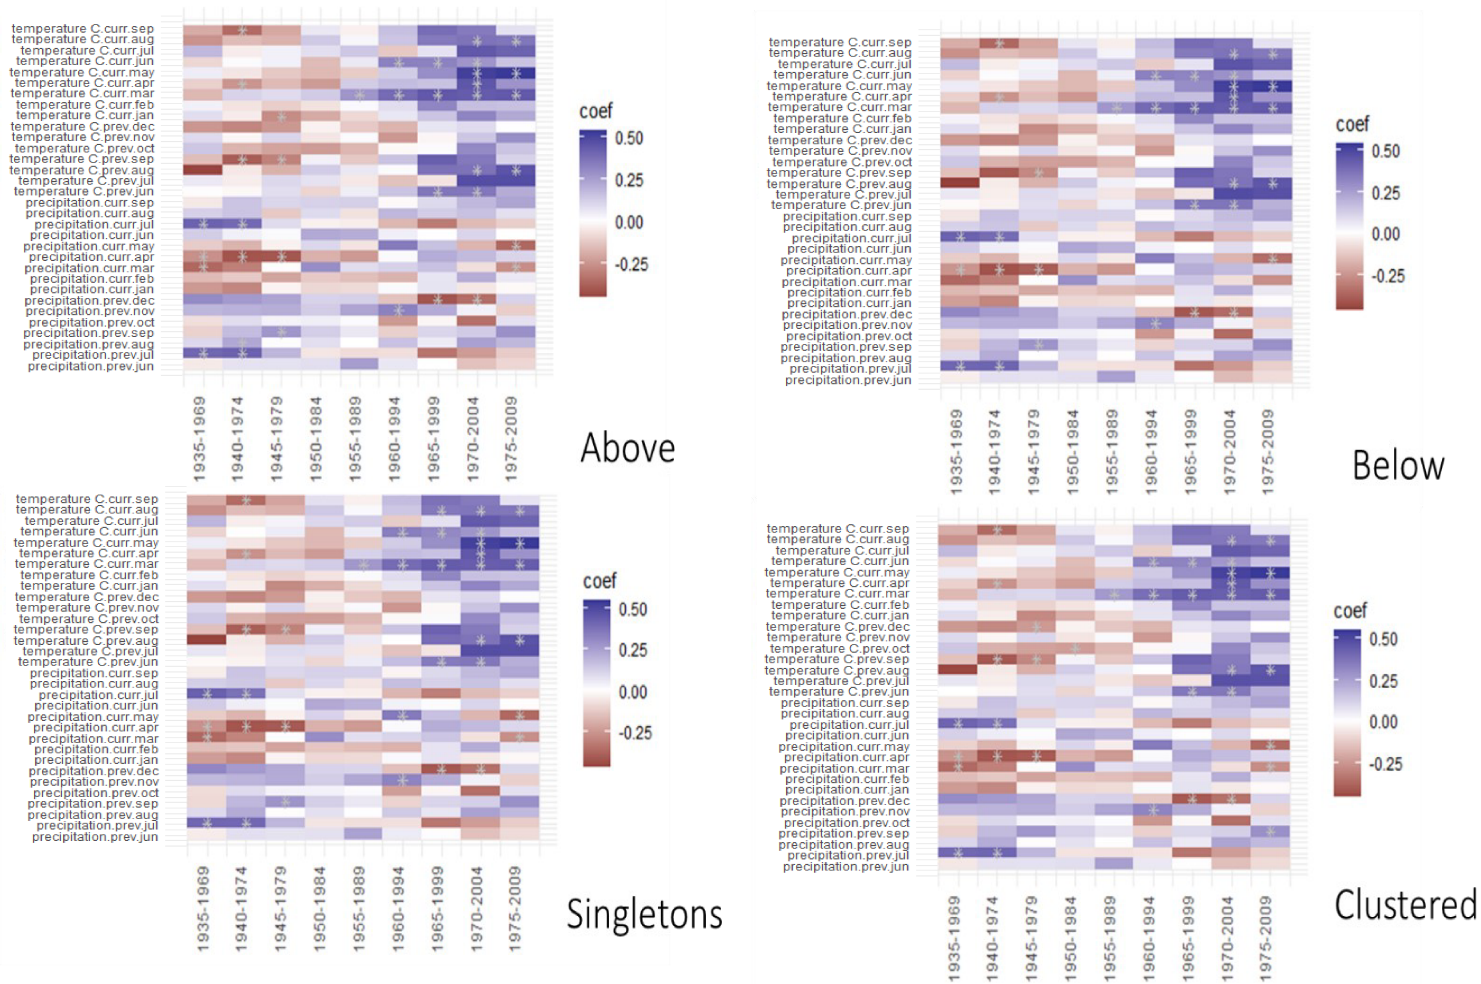 temperature C.curr.sep
temperature C.curr.aug
temperature C.curr.jul
temperature C.curr.jun
temperature C.curr.may
temperature C.curr.apr
temperature C.curr.mar
temperature C.curr.feb
temperature C.curr.jan
temperature C.prev.dec
temperature C.prev.nov
temperature C.prev.oct
temperature C.prev.sep
temperature C.prev.aug
temperature C.prev.jul
temperature C.prev.jun
precipitation.curr.sep
precipitation.curr.aug
precipitation.curr.jul
precipitation.curr.jun
precipitation.curr.may
precipitation.curr.apr
precipitation.curr.mar
precipitation.curr.feb
precipitation.curr.jan
precipitation.prev.dec
precipitation.prev.nov
precipitation.prev.oct
precipitation.prev.sep
precipitation.prev.aug
precipitation.prev.jul
precipitation.prev.jun
1935-1969
1940-1974
1945-1979
1950-1984
1955-1989
1960-1994
1965-1999
1970-2004
1975-2009
coef
0.50
0.25
0.00
-0.25
Above
temperature C.curr.sep
temperature C.curr.aug
temperature C.curr.jul
temperature C.curr.jun
temperature C.curr.may
temperature C.curr.apr
temperature C.curr.mar
temperature C.curr.feb
temperature C.curr.jan
temperature C.prev.dec
temperature C.prev.nov
temperature C.prev.oct
temperature C.prev.sep
temperature C.prev.aug
temperature C.prev.jul
temperature C.prev.jun
precipitation.curr.sep
precipitation.curr.aug
precipitation.curr.jul
precipitation.curr.jun
precipitation.curr.may
precipitation.curr.apr
precipitation.curr.mar
precipitation.curr.feb
precipitation.curr.jan
precipitation.prev.dec
precipitation.prev.nov
precipitation.prev.oct
precipitation.prev.sep
precipitation.prev.aug
precipitation.prev.jul
precipitation.prev.jun
1935-1969
1940-1974
1945-1979
1950-1984
1955-1989
1960-1994
1965-1999
1970-2004
1975-2009
coef
0.50
0.25
0.00
-0.25
Below
temperature C.curr.sep
temperature C.curr.aug
temperature C.curr.jul
temperature C.curr.jun
temperature C.curr.may
temperature C.curr.apr
temperature C.curr.mar
temperature C.curr.feb
temperature C.curr.jan
temperature C.prev.dec
temperature C.prev.nov
temperature C.prev.oct
temperature C.prev.sep
temperature C.prev.aug
temperature C.prev.jul
temperature C.prev.jun
precipitation.curr.sep
precipitation.curr.aug
precipitation.curr.jul
precipitation.curr.jun
precipitation.curr.may
precipitation.curr.apr
precipitation.curr.mar
precipitation.curr.feb
precipitation.curr.jan
precipitation.prev.dec
precipitation.prev.nov
precipitation.prev.oct
precipitation.prev.sep
precipitation.prev.aug
precipitation.prev.jul
precipitation.prev.jun
1935-1969
1940-1974
1945-1979
1950-1984
1955-1989
1960-1994
1965-1999
1970-2004
1975-2009
coef
0.50
0.25
0.00
-0.25
Singletons
temperature C.curr.sep
temperature C.curr.aug
temperature C.curr.jul
temperature C.curr.jun
temperature C.curr.may
temperature C.curr.apr
temperature C.curr.mar
temperature C.curr.feb
temperature C.curr.jan
temperature C.prev.dec
temperature C.prev.nov
temperature C.prev.oct
temperature C.prev.sep
temperature C.prev.aug
temperature C.prev.jul
temperature C.prev.jun
precipitation.curr.sep
precipitation.curr.aug
precipitation.curr.jul
precipitation.curr.jun
precipitation.curr.may
precipitation.curr.apr
precipitation.curr.mar
precipitation.curr.feb
precipitation.curr.jan
precipitation.prev.dec
precipitation.prev.nov
precipitation.prev.oct
precipitation.prev.sep
precipitation.prev.aug
precipitation.prev.jul
precipitation.prev.jun
1935-1969
1940-1974
1945-1979
1950-1984
1955-1989
1960-1994
1965-1999
1970-2004
1975-2009
coef
0.50
0.25
0.00
-0.25
Clustered